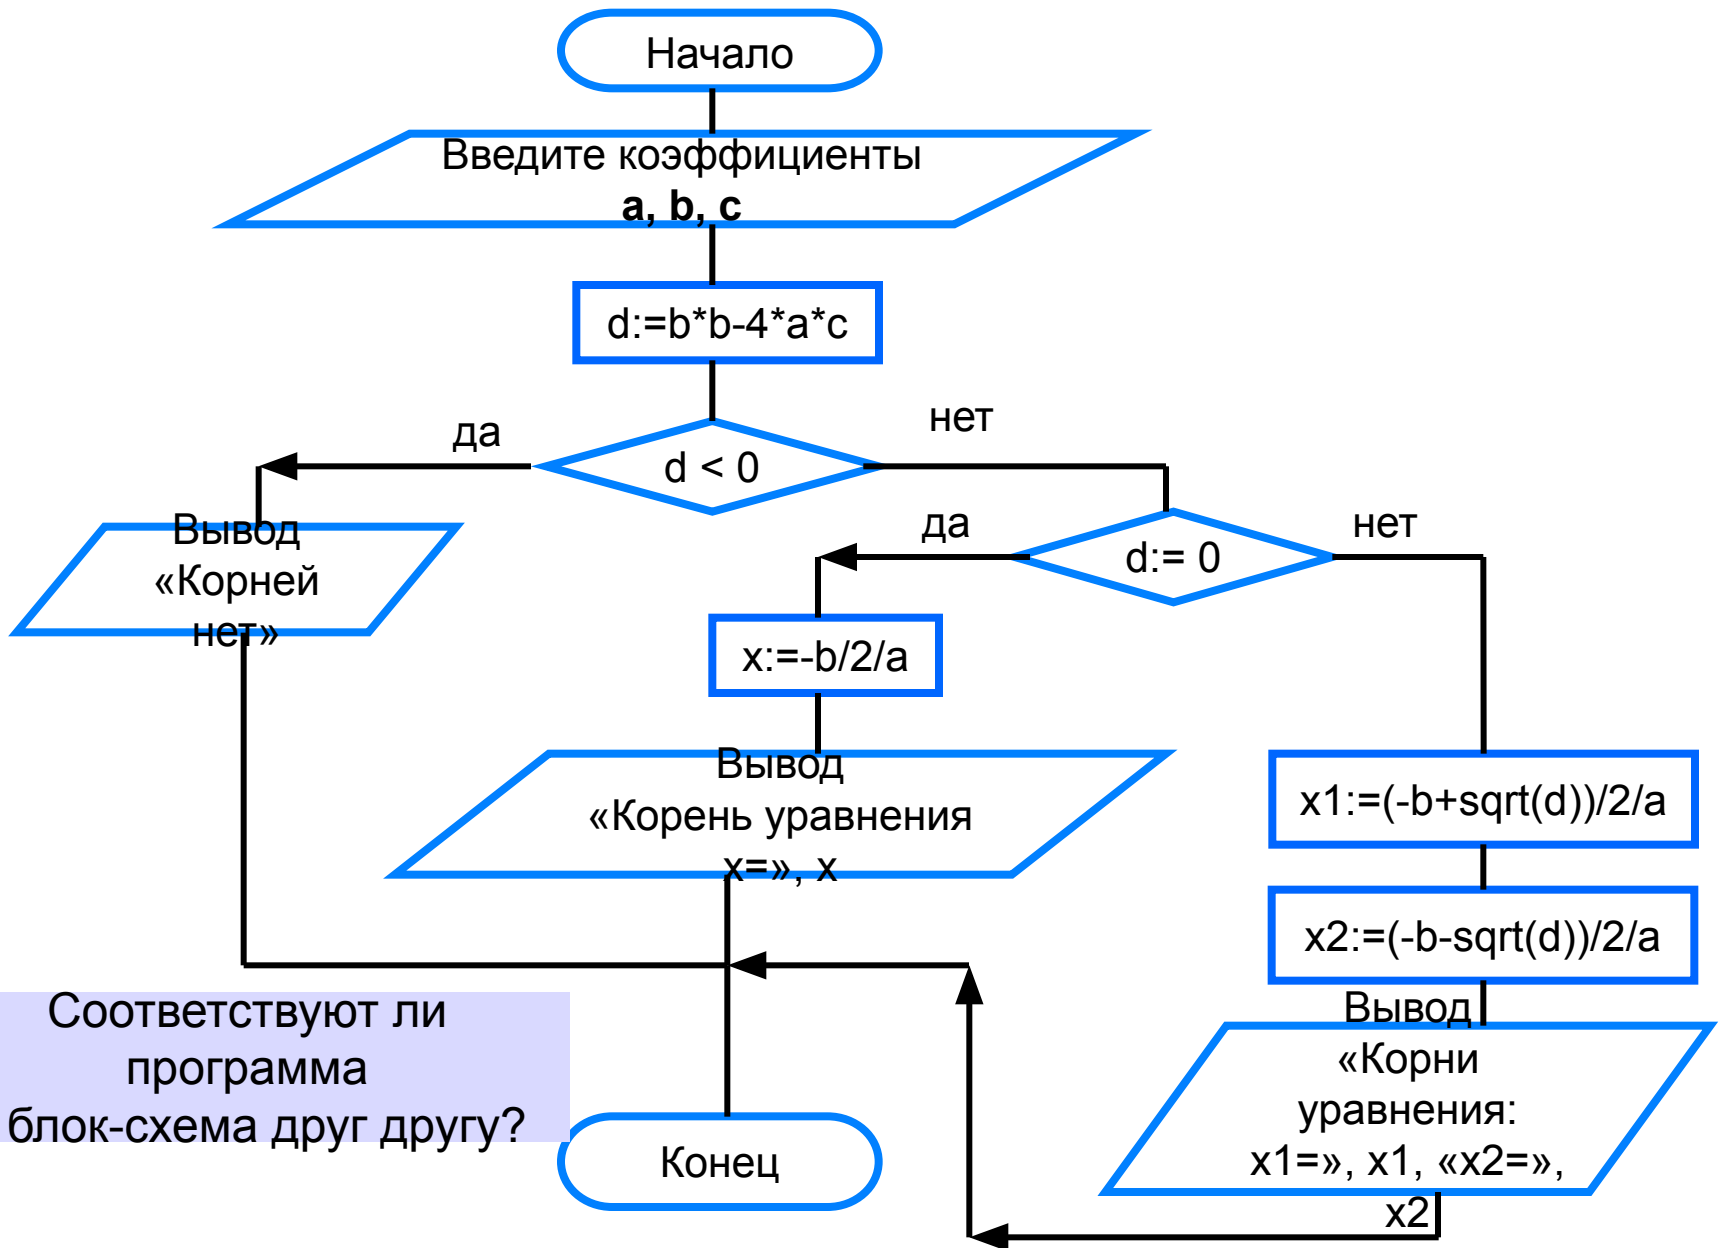 Начало
Введите коэффициенты
a, b, c
d:=b*b-4*a*c
да
нет
d < 0
Вывод
«Корней
нет»
да
нет
d:= 0
x:=-b/2/a
Вывод
«Корень уравнения
x=», x
x1:=(-b+sqrt(d))/2/a
x2:=(-b-sqrt(d))/2/a
Вывод
«Корни
уравнения:
x1=», x1, «x2=»,
x2
Соответствуют ли
программа
блок-схема друг другу?
Конец